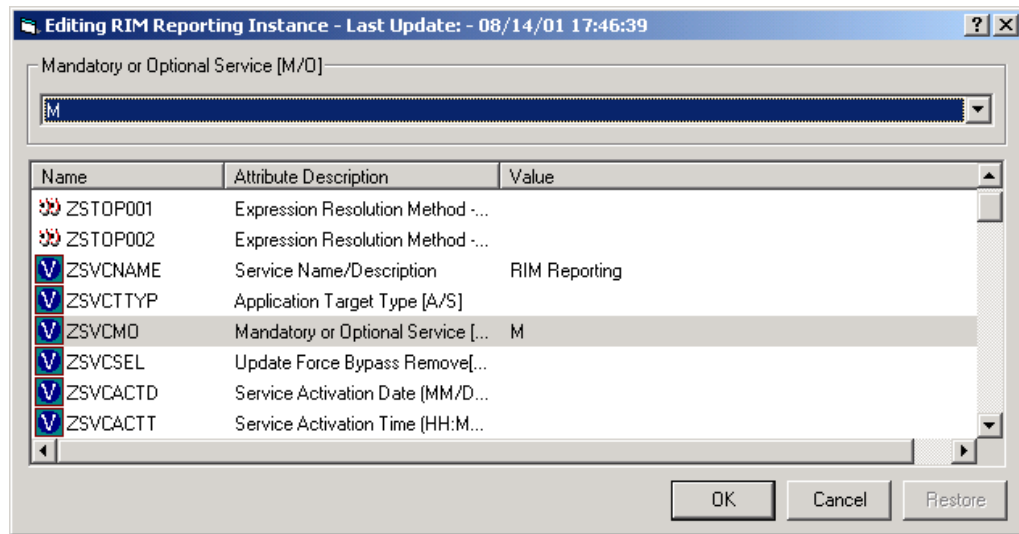 Editing RIM Reporting Instance - Last Update: - 08/14/01 17:46:39
Mandatory or Optional Service [M/O]
M
Name Attribute Description Value
ZSTOP001 Expression Resolution Method -...
ZSTOP002 Expression Resolution Method -...
V ZSVCNAME Service Name/Description RIM Reporting
V ZSVCTTYP Application Target Type [A/S]
V ZSVCMO Mandatory or Optional Service [... M
V ZSVCSEL Update Force Bypass Remove[...
V ZSVCACTD Service Activation Date (MM/D...
V ZSVCACTT Service Activation Time (HH:M...
OK Cancel Restore